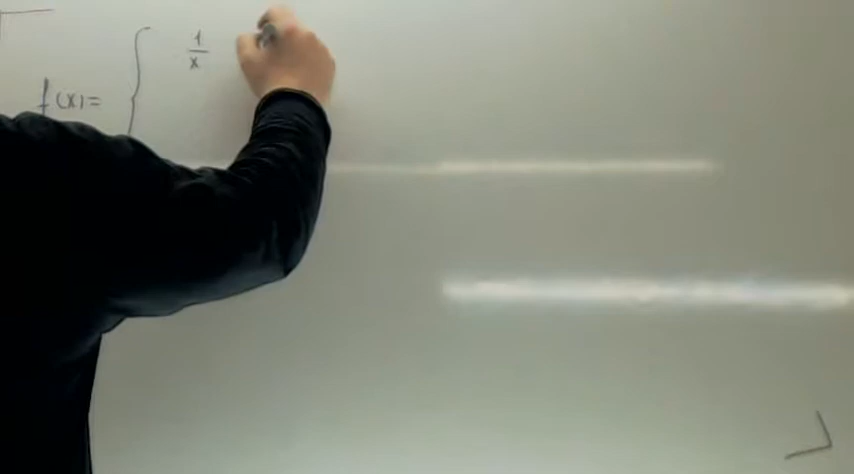 f(x)= { 1/x